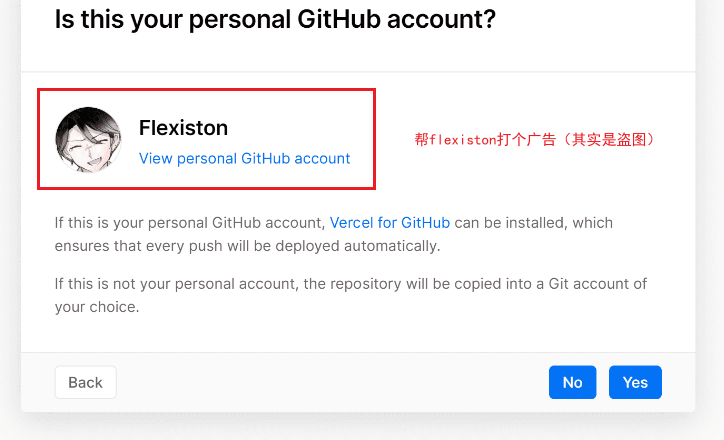 Is this your personal GitHub account?
Flexiston
View personal GitHub account
帮flexiston打个广告（其实是盗图）
If this is your personal GitHub account, Vercel for GitHub can be installed, which
ensures that every push will be deployed automatically.
If this is not your personal account, the repository will be copied into a Git account of
your choice.
Back
No
Yes